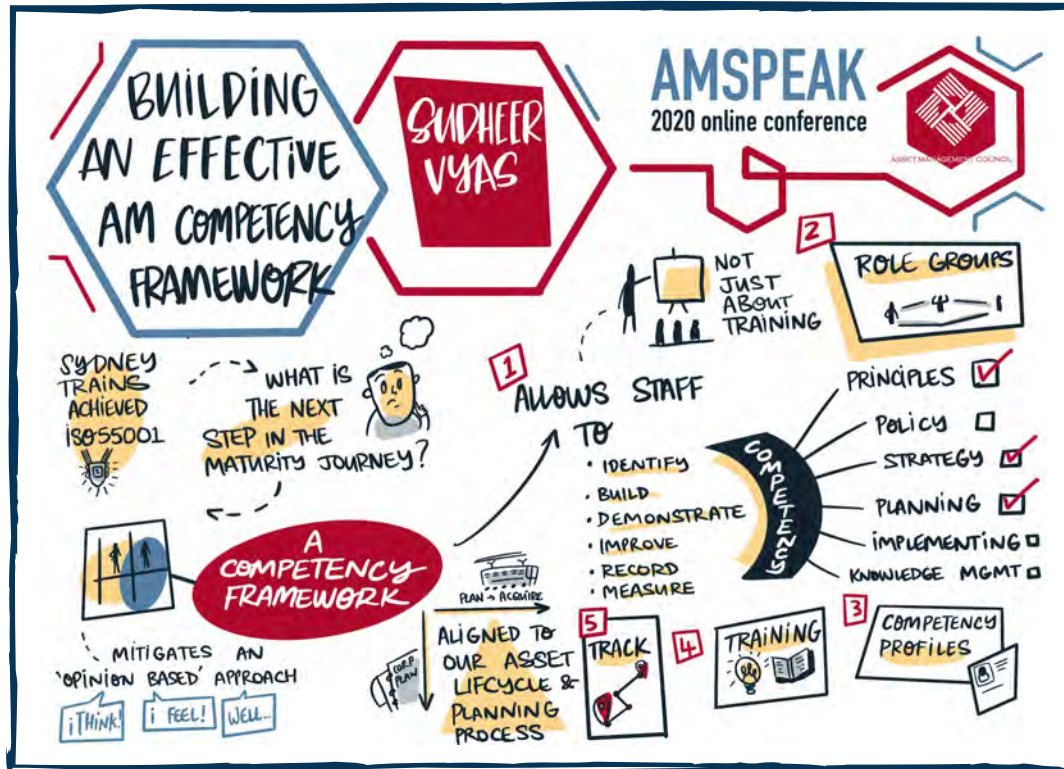 BUILDING
AN EFFECTIVE
AM COMPETENCY
FRAMEWORK
SUDHEER
VYAS
AMSPEAK
2020 online conference
ASSET MANAGEMENT COUNCIL
SYDNEY
TRAINS
ACHIEVED
ISO55001
WHAT IS
THE NEXT
STEP IN THE
MATURITY JOURNEY?
A
COMPETENCY
FRAMEWORK
MITIGATES AN
'OPINION BASED' APPROACH
I THINK!
I FEEL!
WELL...
1
ALLOWS STAFF
TO
• IDENTIFY
• BUILD
• DEMONSTRATE
• IMPROVE
• RECORD
• MEASURE
NOT
JUST
ABOUT
TRAINING
2
ROLE GROUPS
COMPETENCY
PRINCIPLES
POLICY
STRATEGY
PLANNING
IMPLEMENTING
KNOWLEDGE MGMT
PLAN → ACQUIRE
CORP
PLAN
ALIGNED TO
OUR ASSET
LIFCYCLE &
PLANNING
PROCESS
5
TRACK
4
TRAINING
3
COMPETENCY
PROFILES